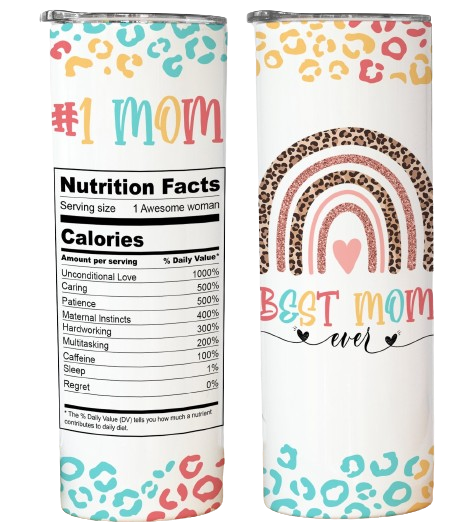 #1 MOM
Nutrition Facts
Serving size 1 Awesome woman
Calories
Amount per serving % Daily Value*
Unconditional Love 1000%
Caring 500%
Patience 500%
Maternal Instincts 400%
Hardworking 300%
Multitasking 200%
Caffeine 100%
Sleep 1%
Regret 0%
* The % Daily Value (DV) tells you how much a nutrient
contributes to daily diet.
BEST MOM
ever